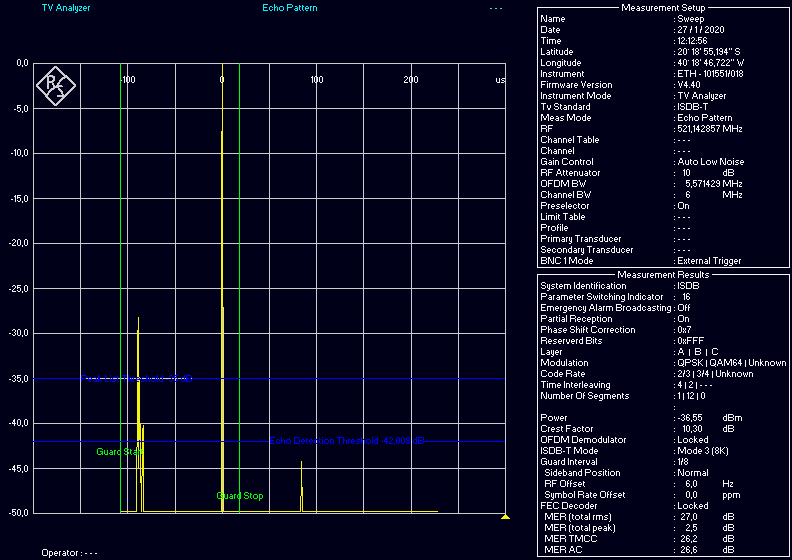 TV Analyzer Echo Pattern ---
0,0
-100 0 100 200 us
-5,0
-10,0
-15,0
-20,0
-25,0
-30,0
-35,0
-40,0
Echo Detection Threshold -42,000 dB
Guard Start
-45,0
Guard Stop
-50,0
Operator : ---
Measurement Setup
Name : Sweep
Date : 27 / 1 / 2020
Time : 12:12:56
Latitude : 20° 18' 55,194'' S
Longitude : 40° 18' 46,722'' W
Instrument : ETH - 101551/018
Firmware Version : V4.40
Instrument Mode : TV Analyzer
Tv Standard : ISDB-T
Meas Mode : Echo Pattern
RF : 521,142857 MHz
Channel Table : ---
Channel : ---
Gain Control : Auto Low Noise
RF Attenuator : 10 dB
OFDM BW : 5,571429 MHz
Channel BW : 6 MHz
Preselector : On
Limit Table : ---
Profile : ---
Primary Transducer : ---
Secondary Transducer : ---
BNC 1 Mode : External Trigger
Measurement Results
System Identification : ISDB
Parameter Switching Indicator : 16
Emergency Alarm Broadcasting : Off
Partial Reception : On
Phase Shift Correction : 0x7
Reserverd Bits : 0xFFF
Layer : A | B | C
Modulation : QPSK | QAM64 | Unknown
Code Rate : 2/3 | 3/4 | Unknown
Time Interleaving : 4 | 2 | ---
Number Of Segments : 1 | 12 | 0
:
Power : -36,55 dBm
Crest Factor : 10,30 dB
OFDM Demodulator : Locked
ISDB-T Mode : Mode 3 (8K)
Guard Interval : 1/8
Sideband Position : Normal
RF Offset : 6,0 Hz
Symbol Rate Offset : 0,0 ppm
FEC Decoder : Locked
MER (total rms) : 27,0 dB
MER (total peak) : 2,5 dB
MER TMCC : 26,2 dB
MER AC : 26,6 dB